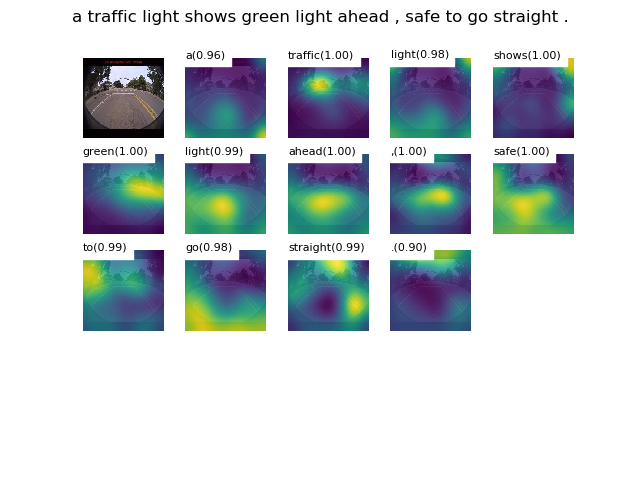 a traffic light shows green light ahead , safe to go straight .
a(0.96) traffic(1.00) light(0.98) shows(1.00)
green(1.00) light(0.99) ahead(1.00) ,(1.00) safe(1.00)
to(0.99) go(0.98) straight(0.99) .(0.90)